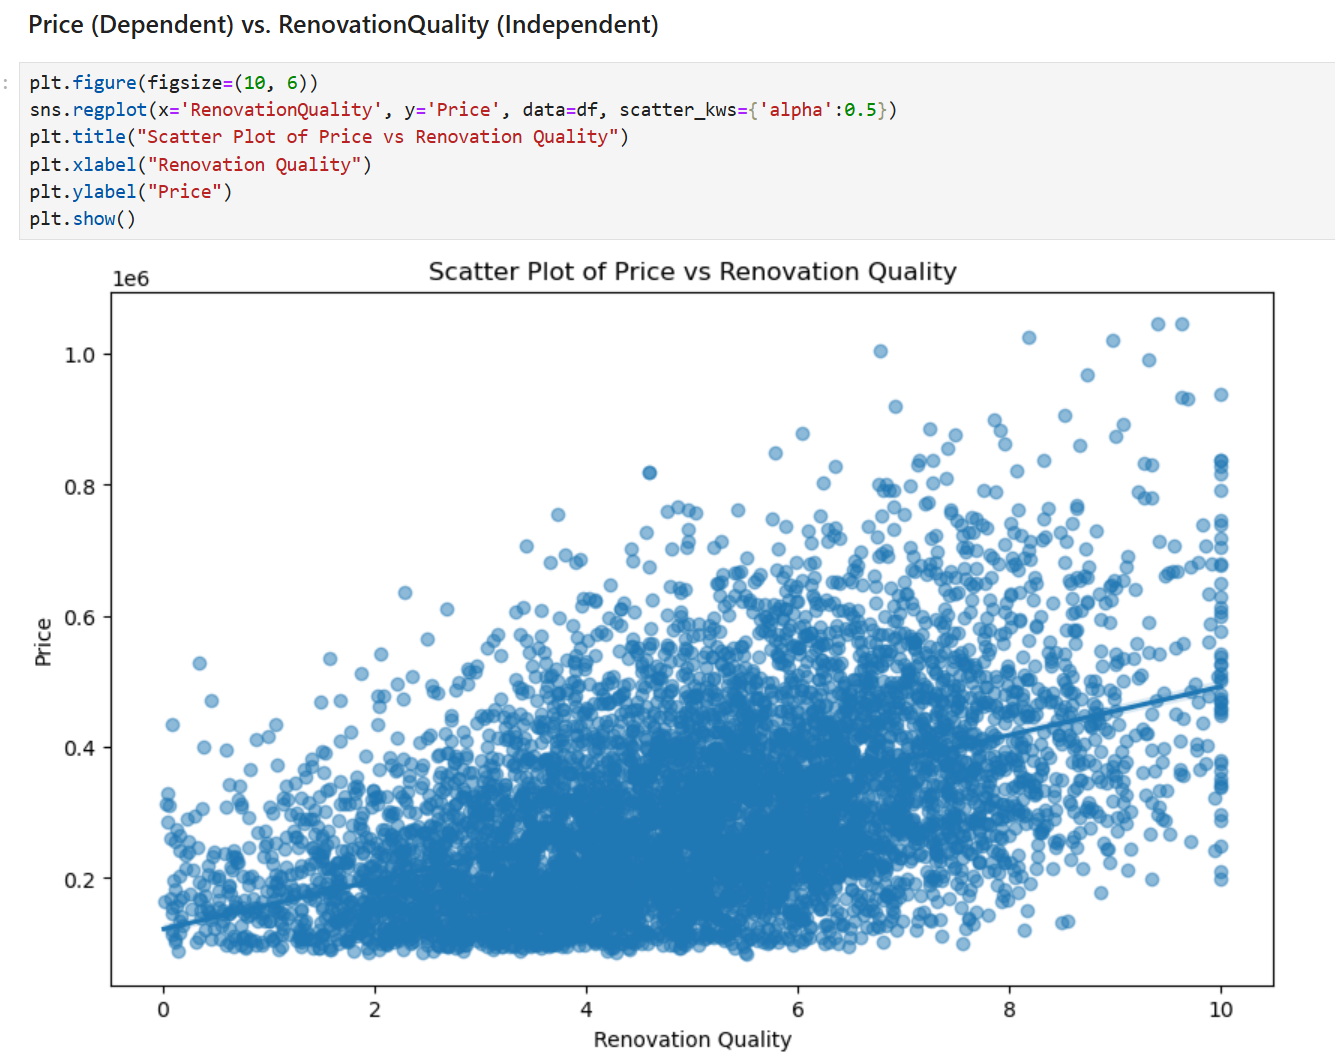 Price (Dependent) vs. RenovationQuality (Independent)
:
plt.figure(figsize=(10, 6))
sns.regplot(x='RenovationQuality', y='Price', data=df, scatter_kws={'alpha':0.5})
plt.title("Scatter Plot of Price vs Renovation Quality")
plt.xlabel("Renovation Quality")
plt.ylabel("Price")
plt.show()
Scatter Plot of Price vs Renovation Quality
1e6
1.0
0.8
0.6
Price
0.4
0.2
0 2 4 6 8 10
Renovation Quality